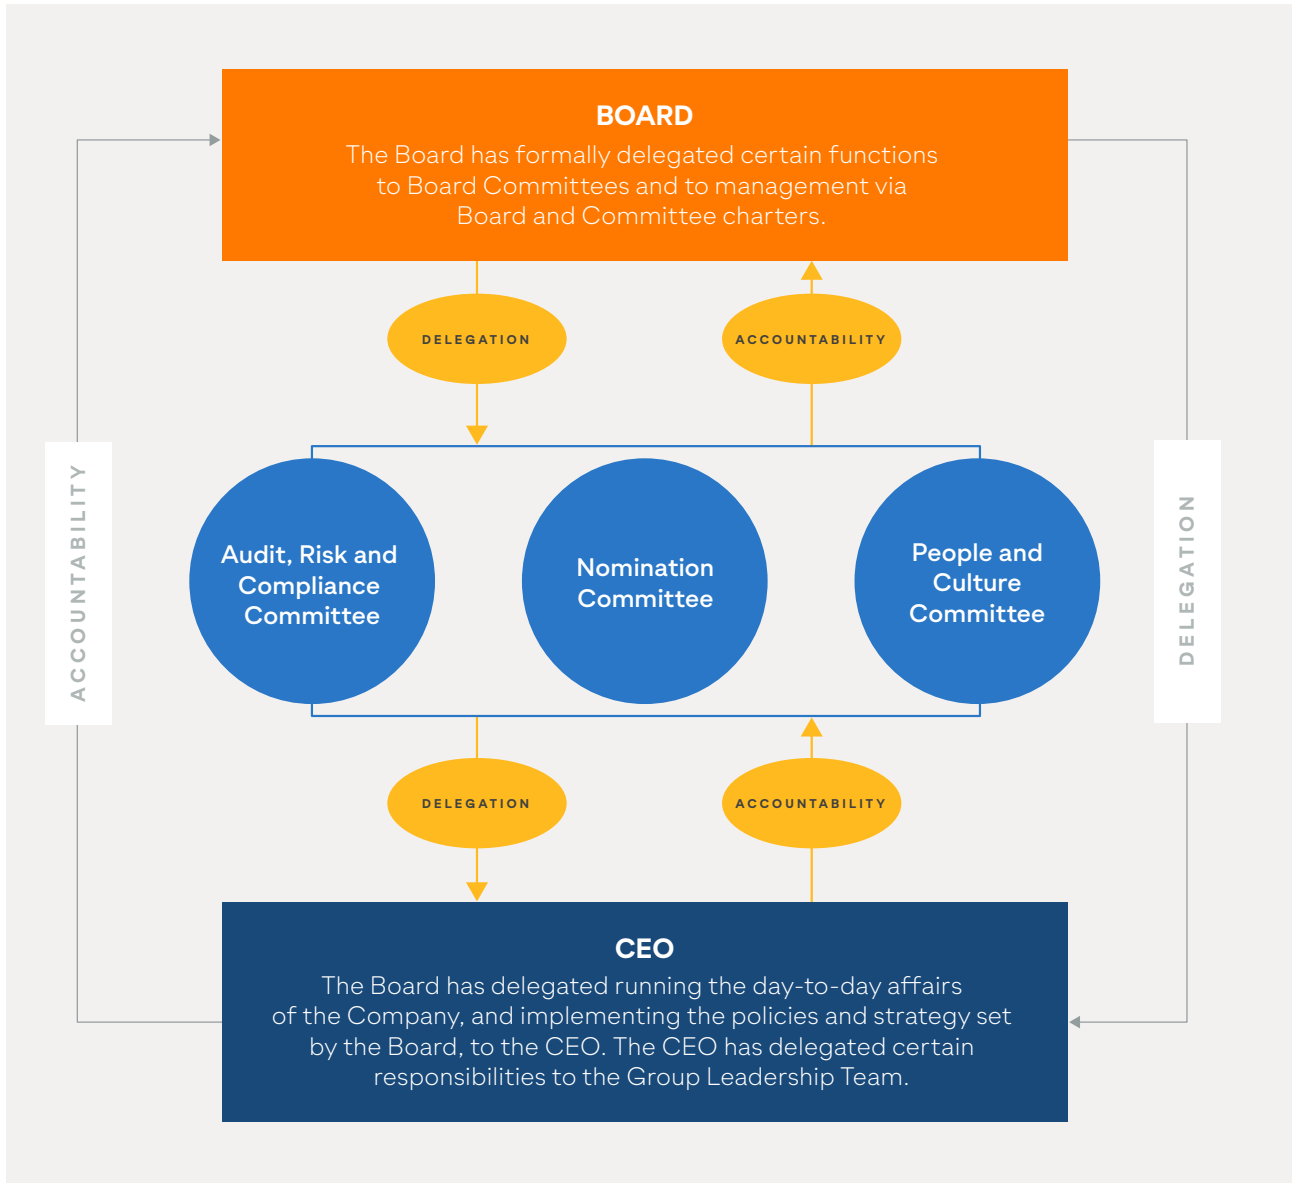 BOARD
The Board has formally delegated certain functions
to Board Committees and to management via
Board and Committee charters.
DELEGATION
ACCOUNTABILITY
ACCOUNTABILITY
Audit, Risk and
Compliance
Committee
Nomination
Committee
People and
Culture
Committee
DELEGATION
DELEGATION
ACCOUNTABILITY
CEO
The Board has delegated running the day-to-day affairs
of the Company, and implementing the policies and strategy set
by the Board, to the CEO. The CEO has delegated certain
responsibilities to the Group Leadership Team.